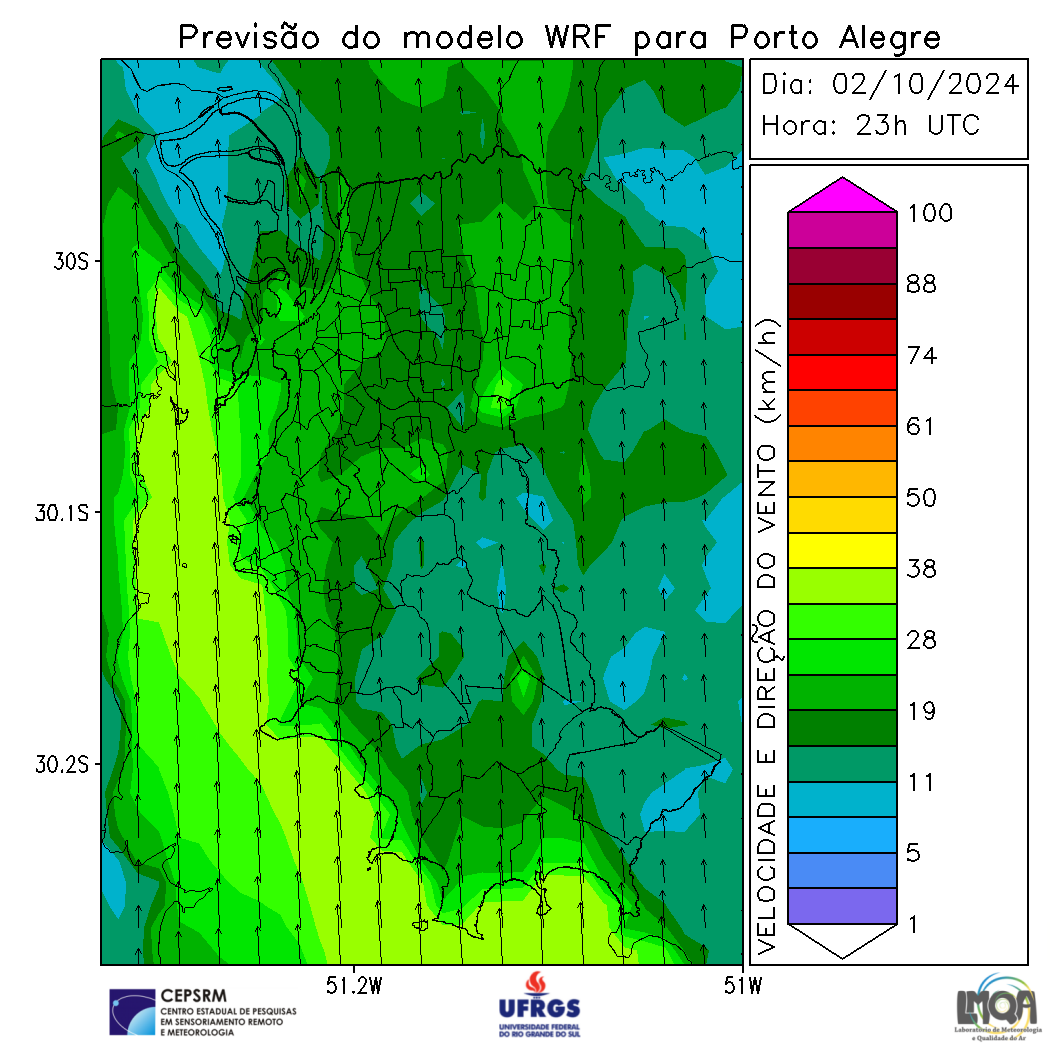 Previsão do modelo WRF para Porto Alegre
Dia: 02/10/2024
Hora: 23h UTC
30S
30.1S
30.2S
51.2W
51W
VELOCIDADE E DIREÇÃO DO VENTO (km/h)
100
88
74
61
50
38
28
19
11
5
1
CEPSRM
CENTRO ESTADUAL DE PESQUISAS
EM SENSORIAMENTO REMOTO
E METEOROLOGIA
UFRGS
UNIVERSIDADE FEDERAL
DO RIO GRANDE DO SUL
LMQA
Laboratório de Meteorologia
e Qualidade do Ar